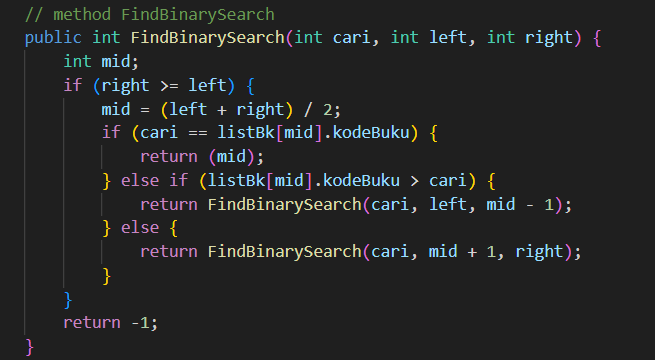 // method FindBinarySearch
public int FindBinarySearch(int cari, int left, int right) {
    int mid;
    if (right >= left) {
        mid = (left + right) / 2;
        if (cari == listBk[mid].kodeBuku) {
            return (mid);
        } else if (listBk[mid].kodeBuku > cari) {
            return FindBinarySearch(cari, left, mid - 1);
        } else {
            return FindBinarySearch(cari, mid + 1, right);
        }
    }
    return -1;
}